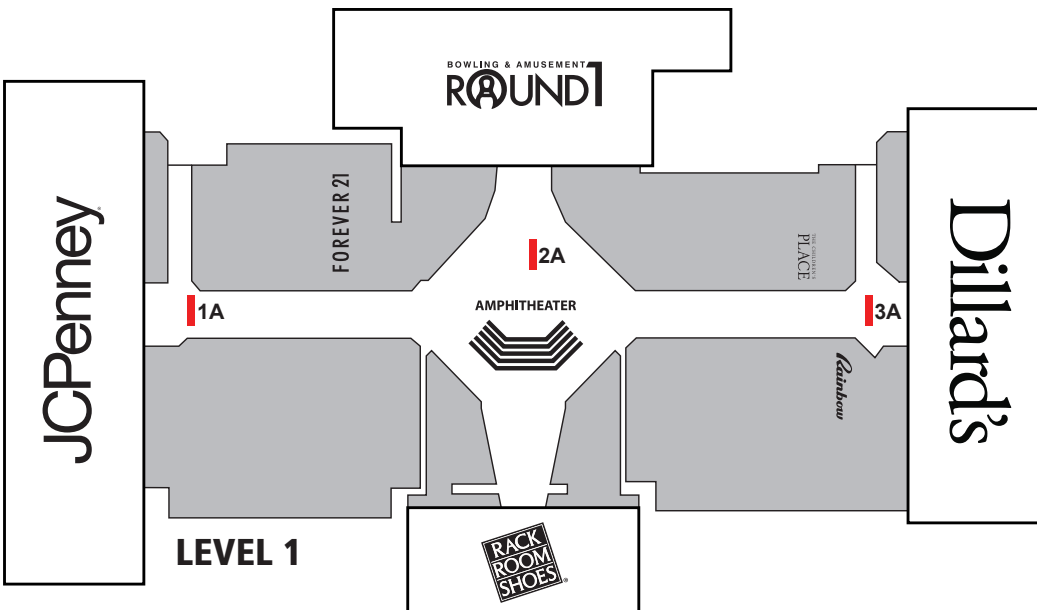 BOWLING & AMUSEMENT
ROUND1
JCPenney
FOREVER 21
THE CHILDREN'S
PLACE
Dillard's
2A
1A
AMPHITHEATER
3A
Rainbow
LEVEL 1
RACK
ROOM
SHOES